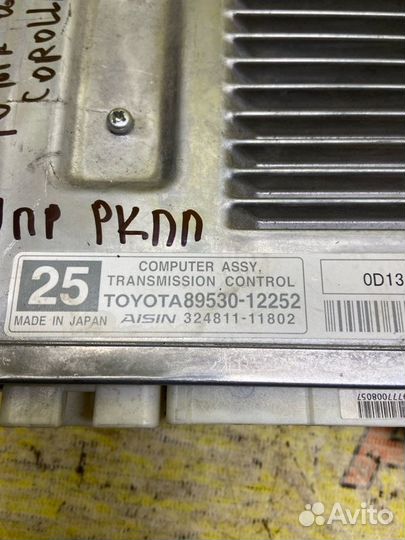 COROLL
УПР РКПП
25
COMPUTER ASSY,
TRANSMISSION CONTROL
TOYOTA 89530-12252
MADE IN JAPAN AISIN 324811-11802
0D13
9777008057
Avito